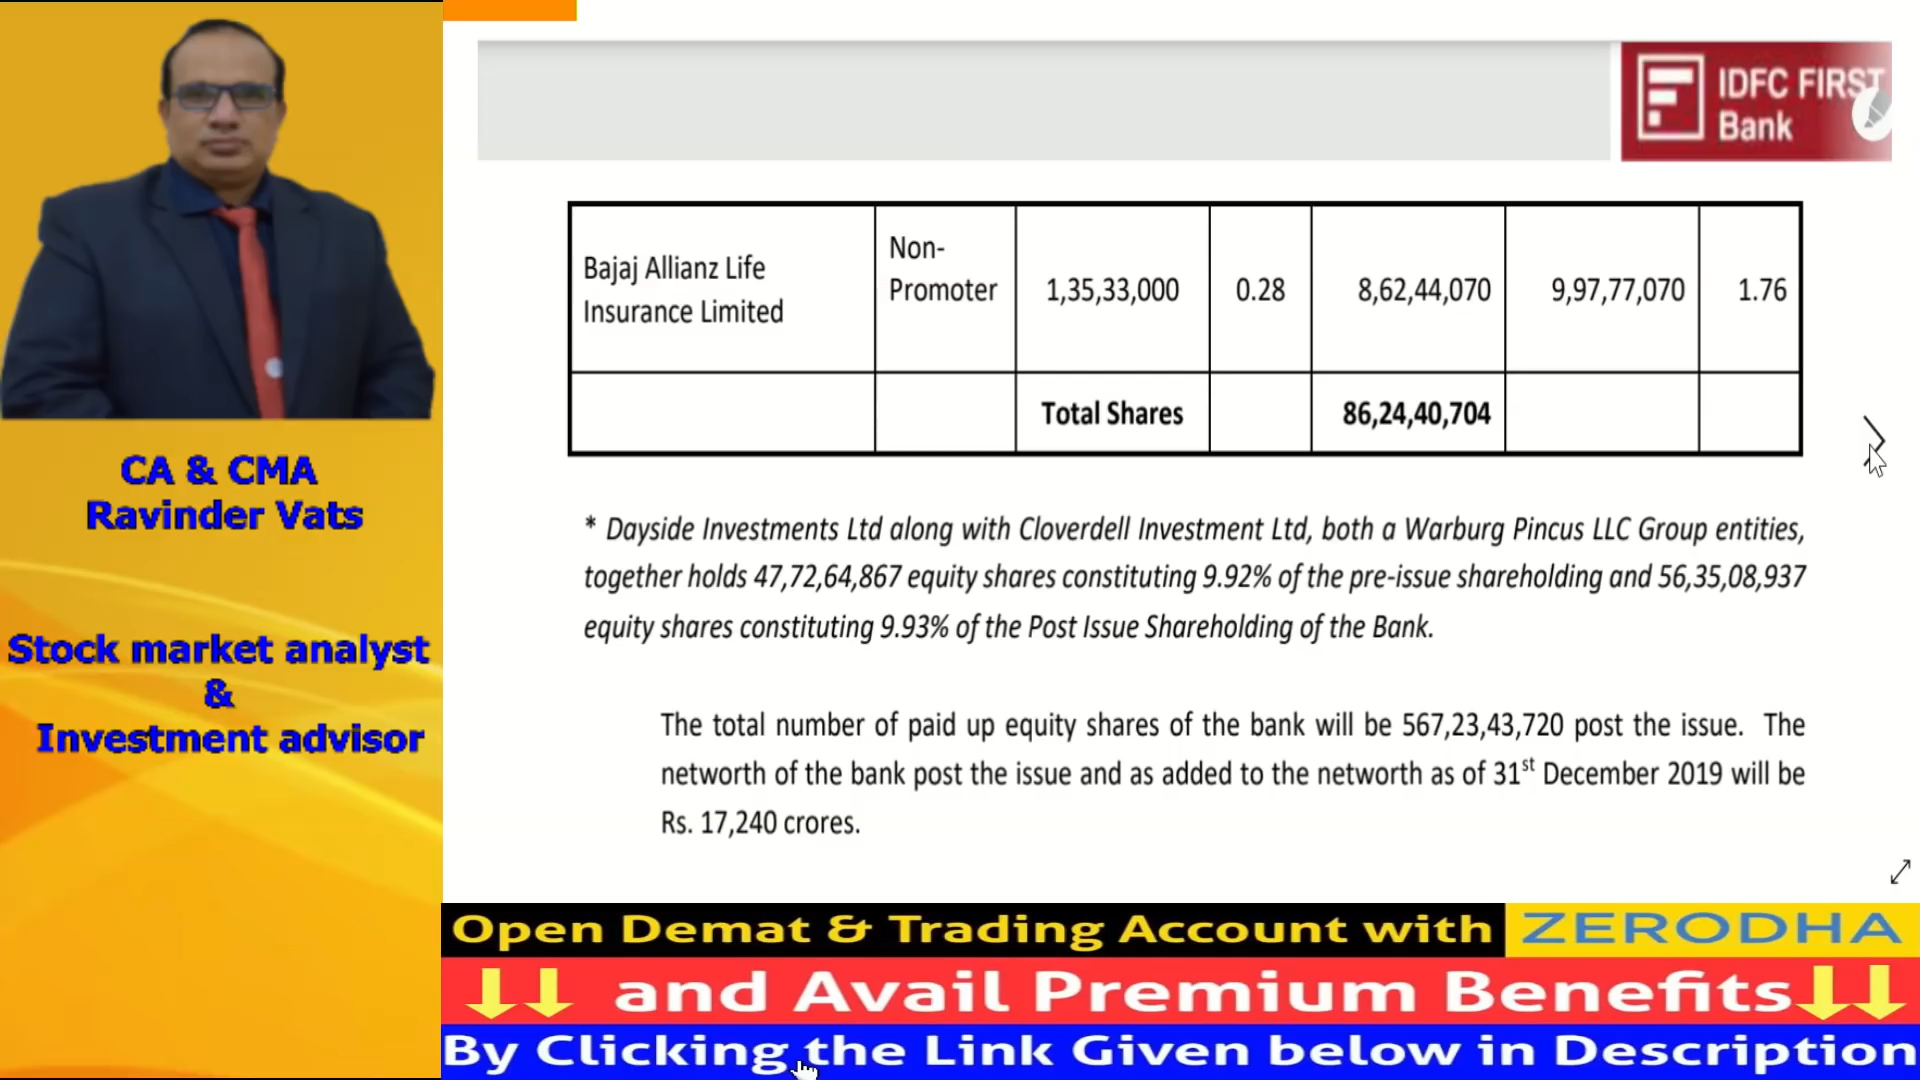 CA & CMA
Ravinder Vats
Stock market analyst
&
Investment advisor
IDFC FIRST
Bank
Bajaj Allianz Life
Insurance Limited
Non-
Promoter
1,35,33,000
0.28
8,62,44,070
9,97,77,070
1.76
Total Shares
86,24,40,704
* Dayside Investments Ltd along with Cloverdell Investment Ltd, both a Warburg Pincus LLC Group entities,
together holds 47,72,64,867 equity shares constituting 9.92% of the pre-issue shareholding and 56,35,08,937
equity shares constituting 9.93% of the Post Issue Shareholding of the Bank.
The total number of paid up equity shares of the bank will be 567,23,43,720 post the issue. The
networth of the bank post the issue and as added to the networth as of 31st December 2019 will be
Rs. 17,240 crores.
Open Demat & Trading Account with ZERODHA
and Avail Premium Benefits
By Clicking the Link Given below in Description